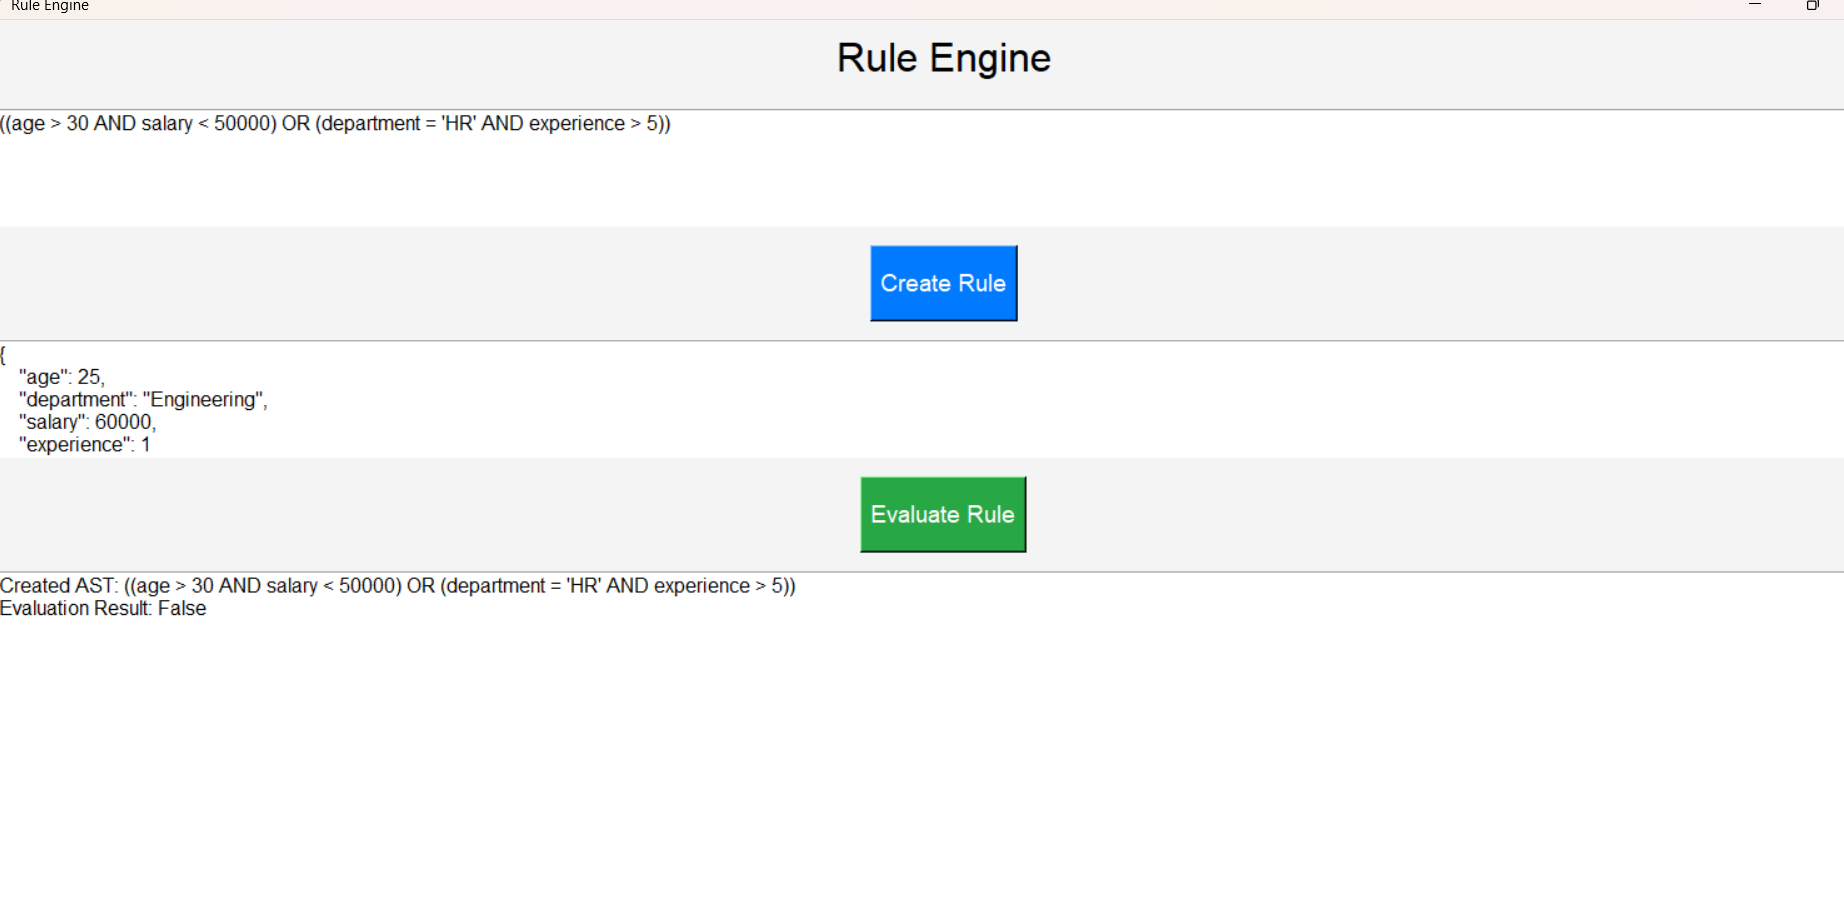 Rule Engine
Rule Engine
((age > 30 AND salary < 50000) OR (department = 'HR' AND experience > 5))
Create Rule
{
"age": 25,
"department": "Engineering",
"salary": 60000,
"experience": 1
Evaluate Rule
Created AST: ((age > 30 AND salary < 50000) OR (department = 'HR' AND experience > 5))
Evaluation Result: False